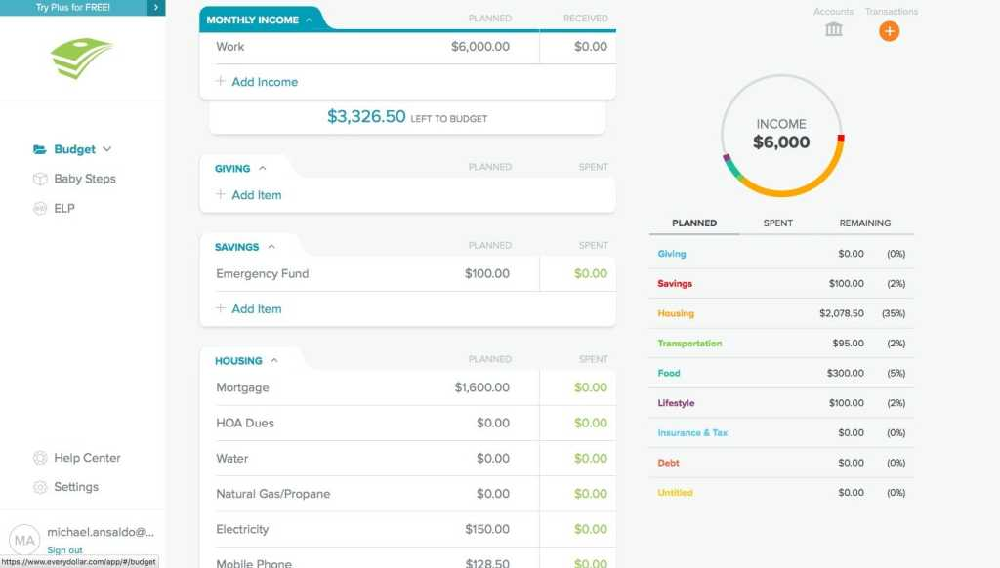 Try Plus for FREE! >
Budget
Baby Steps
ELP
Help Center
Settings
MA michael.ansaldo@...
Sign out
https://www.everydollar.com/app/#/budget
MONTHLY INCOME PLANNED RECEIVED
Work $6,000.00 $0.00
+ Add Income
$3,326.50 LEFT TO BUDGET
GIVING PLANNED SPENT
+ Add Item
SAVINGS PLANNED SPENT
Emergency Fund $100.00 $0.00
+ Add Item
HOUSING PLANNED SPENT
Mortgage $1,600.00 $0.00
HOA Dues $0.00 $0.00
Water $0.00 $0.00
Natural Gas/Propane $0.00 $0.00
Electricity $150.00 $0.00
Mobile Phone $128.50 $0.00
Accounts Transactions
INCOME
$6,000
PLANNED SPENT REMAINING
Giving $0.00 (0%)
Savings $100.00 (2%)
Housing $2,078.50 (35%)
Transportation $95.00 (2%)
Food $300.00 (5%)
Lifestyle $100.00 (2%)
Insurance & Tax $0.00 (0%)
Debt $0.00 (0%)
Untitled $0.00 (0%)